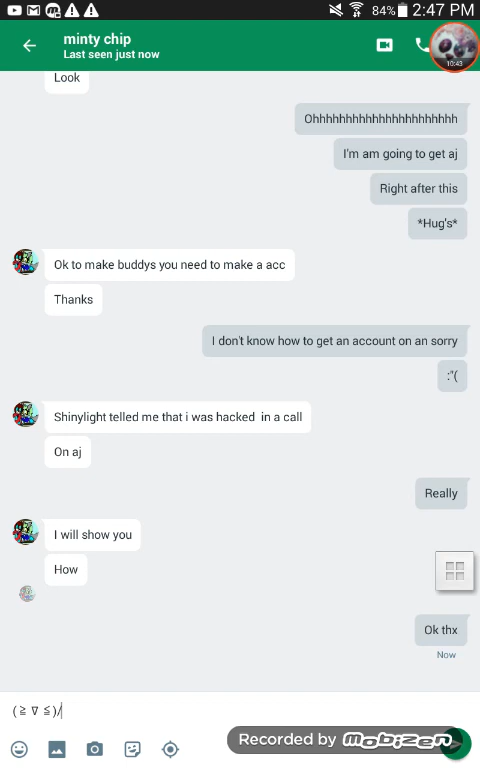 84% 2:47 PM
minty chip
Last seen just now
10:43
Look
Ohhhhhhhhhhhhhhhhhhhhhhh
I'm am going to get aj
Right after this
*Hug's*
Ok to make buddys you need to make a acc
Thanks
I don't know how to get an account on an sorry
:"(
Shinylight telled me that i was hacked in a call
On aj
Really
I will show you
How
Ok thx
Now
(≧∇≦)/
Recorded by mobizen